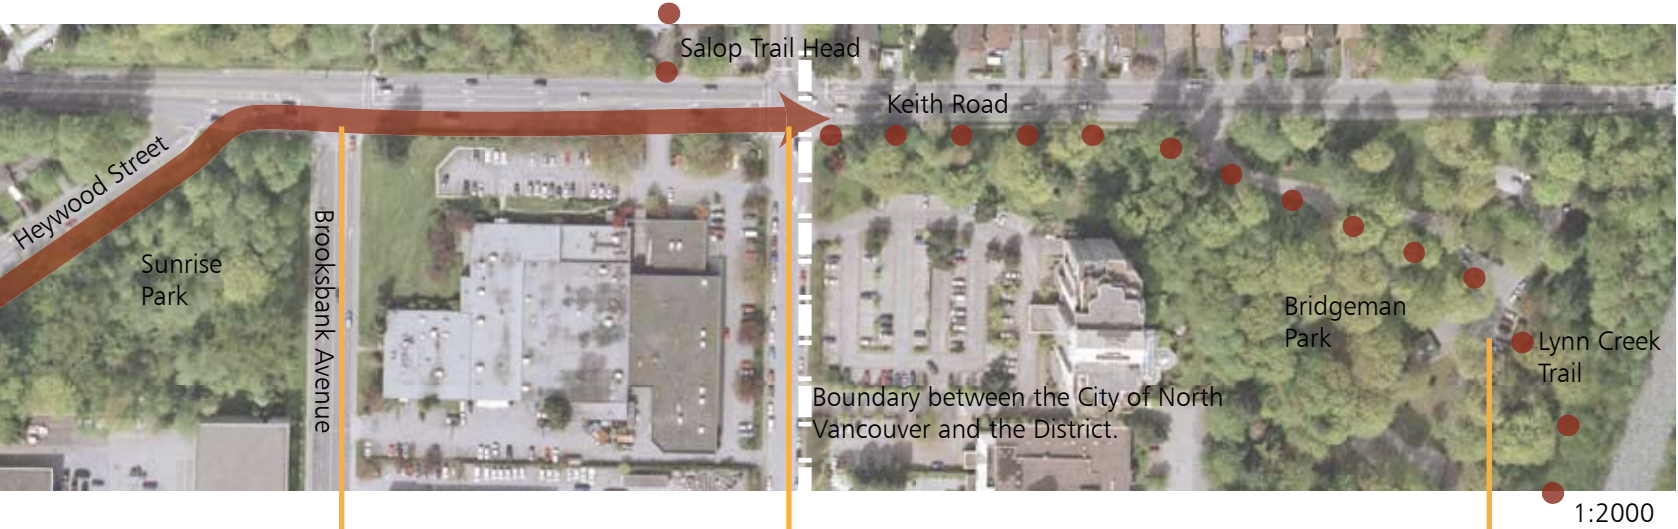 Salop Trail Head
Keith Road
Heywood Street
Sunrise
Park
Brooksbank Avenue
Bridgeman
Park
Lynn Creek
Trail
Boundary between the City of North
Vancouver and the District.
1:2000